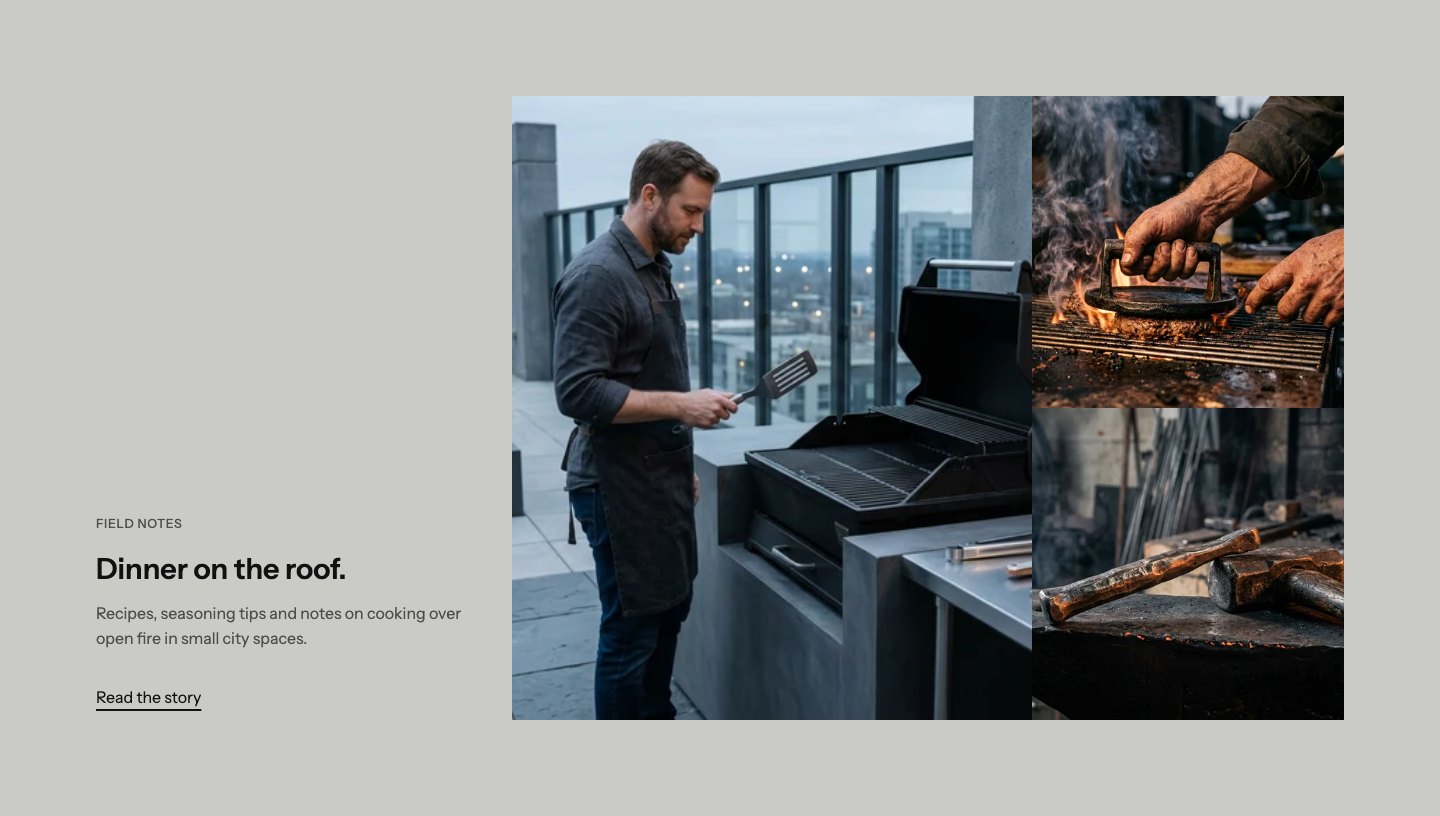 FIELD NOTES
Dinner on the roof.
Recipes, seasoning tips and notes on cooking over
open fire in small city spaces.
Read the story